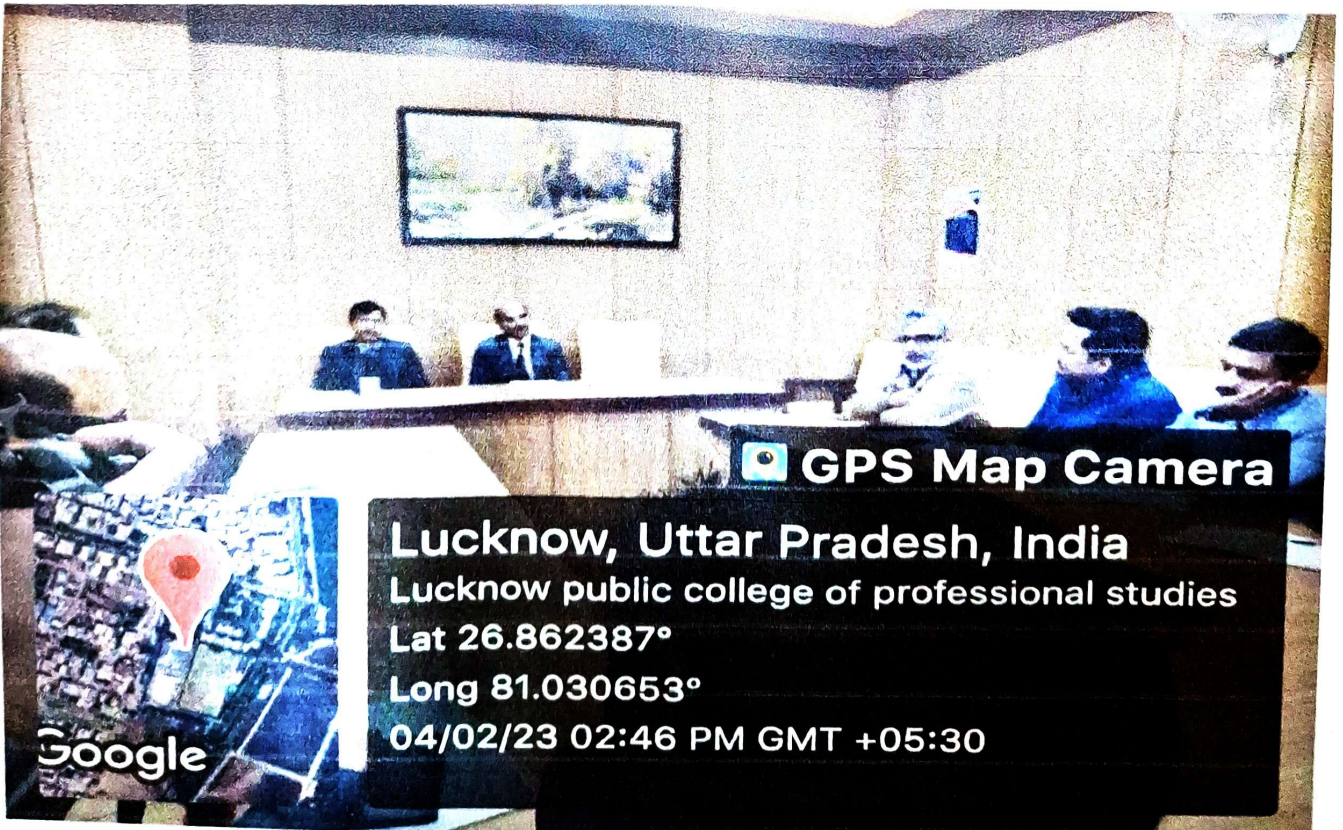 GPS Map Camera
Lucknow, Uttar Pradesh, India
Lucknow public college of professional studies
Lat 26.862387°
Long 81.030653°
04/02/23 02:46 PM GMT +05:30
Google